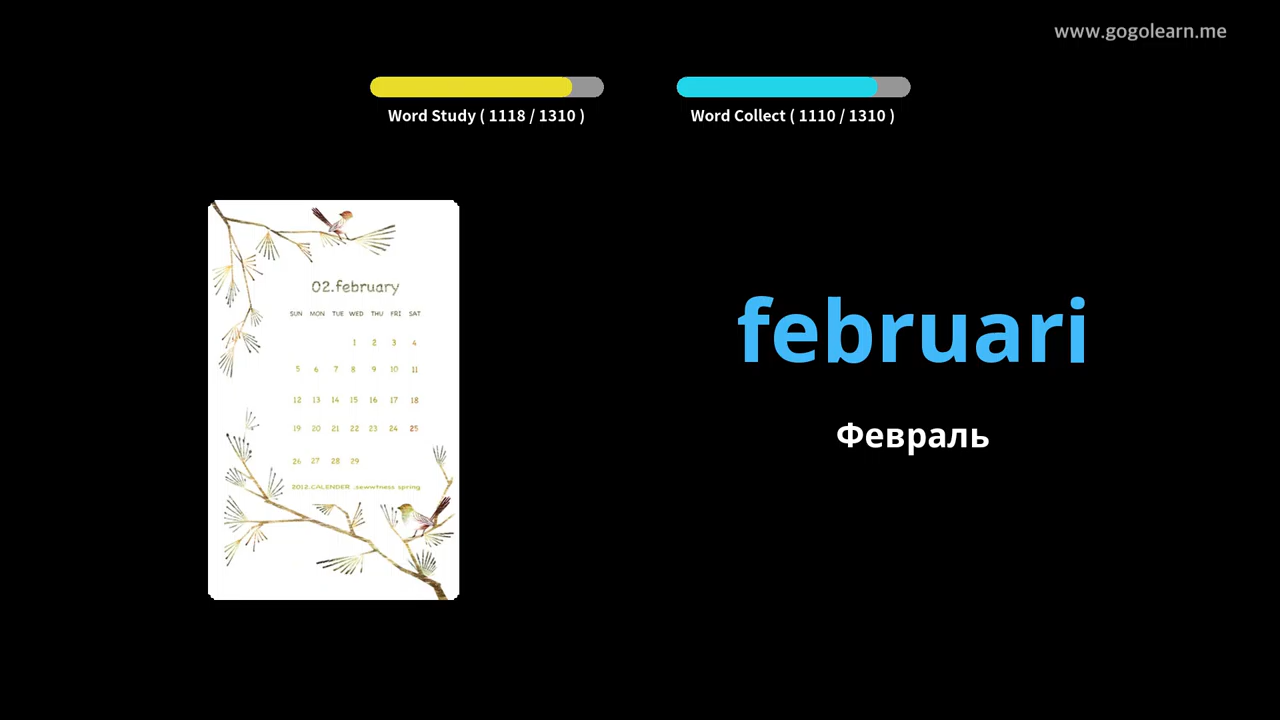 www.gogolearn.me
Word Study ( 1118 / 1310 )
Word Collect ( 1110 / 1310 )
02.february
SUN MON TUE WED THU FRI SAT
1 2 3 4
5 6 7 8 9 10 11
12 13 14 15 16 17 18
19 20 21 22 23 24 25
26 27 28 29
2012.CALENDER spring
februari
Февраль